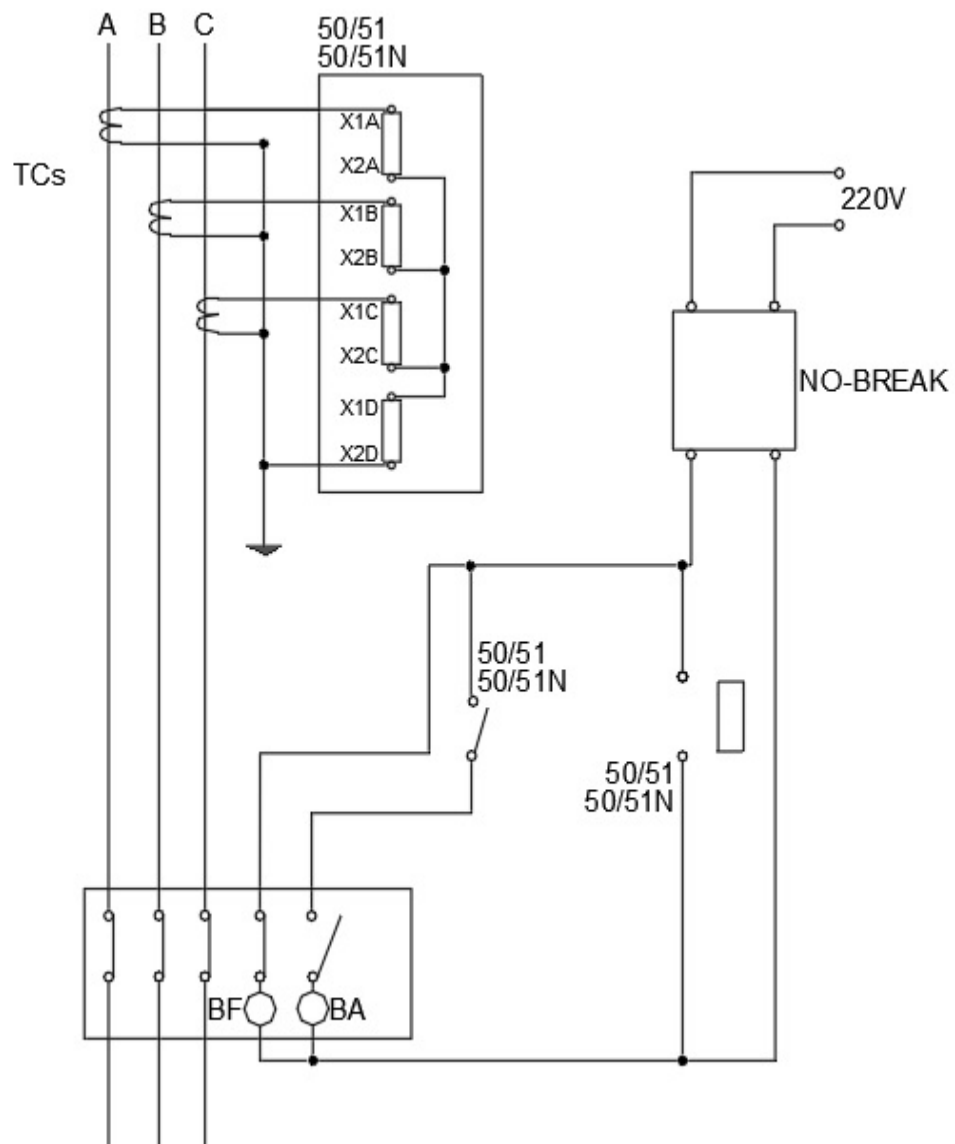 A B C
50/51
50/51N
TCs
X1A
X2A
X1B
X2B
X1C
X2C
X1D
X2D
220V
NO-BREAK
50/51
50/51N
50/51
50/51N
BF
BA